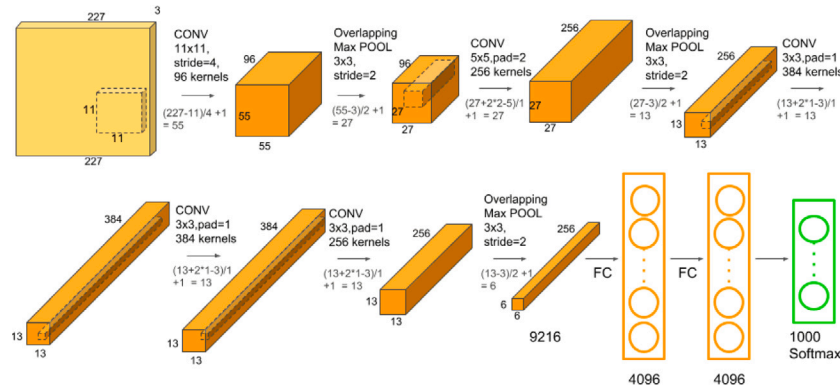 227
3
11
11
227
CONV
11x11,
stride=4,
96 kernels
(227-11)/4 +1
= 55
96
55
55
Overlapping
Max POOL
3x3,
stride=2
(55-3)/2 +1
= 27
96
27
27
CONV
5x5,pad=2
256 kernels
(27+2*2-5)/1
+1 = 27
256
27
27
Overlapping
Max POOL
3x3,
stride=2
(27-3)/2 +1
= 13
256
13
13
CONV
3x3,pad=1
384 kernels
(13+2*1-3)/1
+1 = 13
384
13
13
CONV
3x3,pad=1
384 kernels
(13+2*1-3)/1
+1 = 13
384
13
13
CONV
3x3,pad=1
256 kernels
(13+2*1-3)/1
+1 = 13
256
13
13
Overlapping
Max POOL
3x3,
stride=2
(13-3)/2 +1
= 6
256
6
6
9216
FC
4096
FC
4096
1000
Softmax